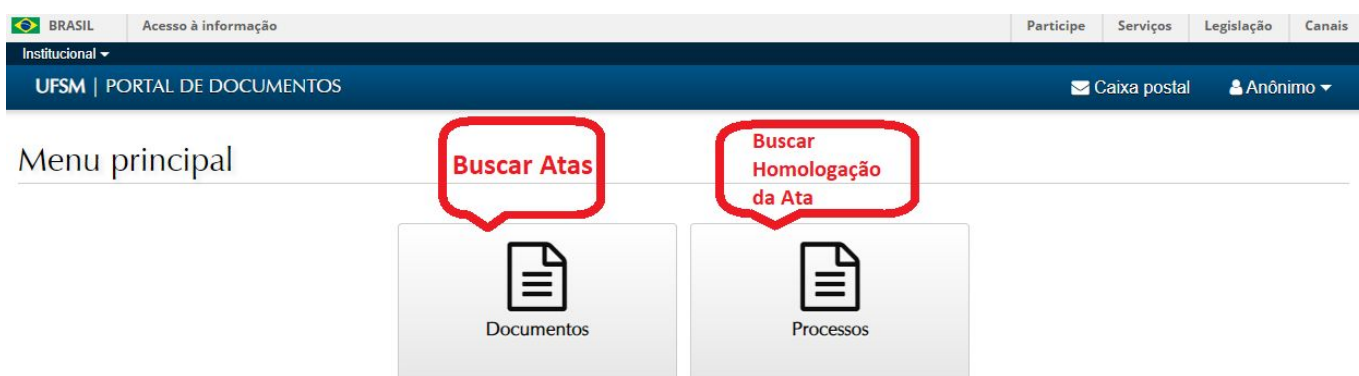 BRASIL Acesso à informação Participe Serviços Legislação Canais
Institucional
UFSM | PORTAL DE DOCUMENTOS Caixa postal Anônimo
Menu principal
Buscar Atas
Buscar
Homologação
da Ata
Documentos
Processos